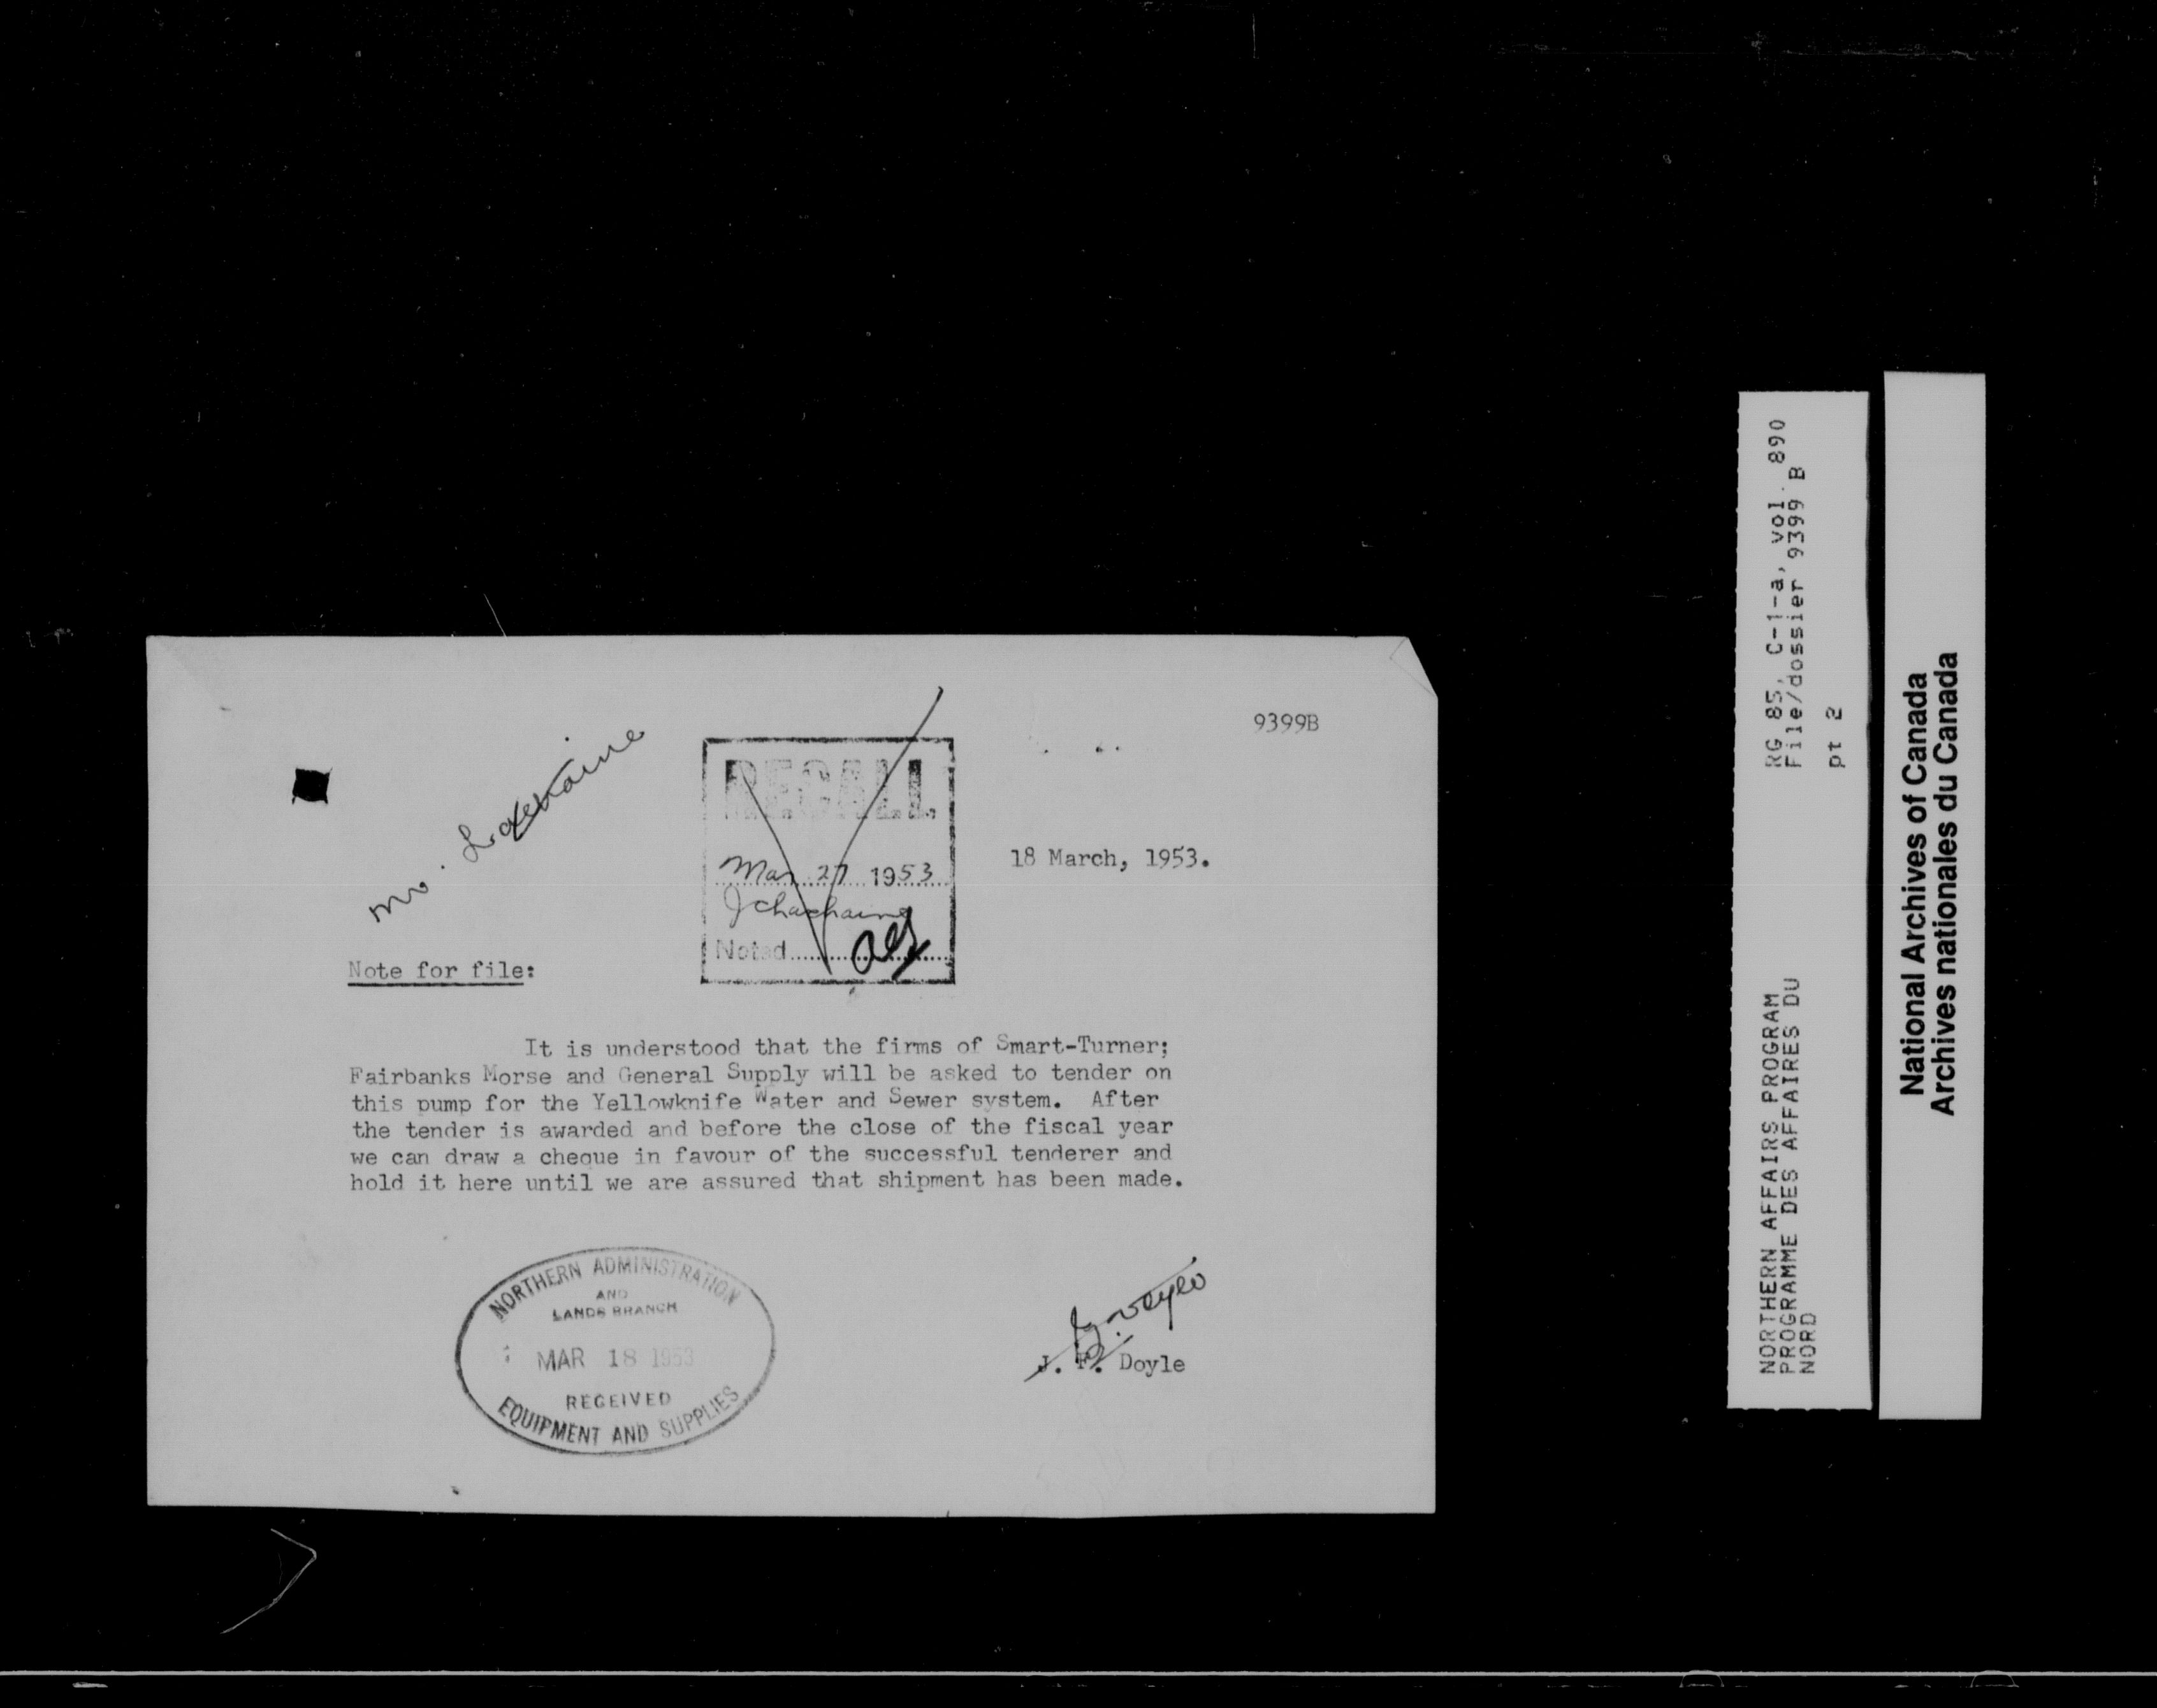 9399B
Mr.
RECALL
Mar 27 1953
Noted
18 March, 1953.
Note for file:
It is understood that the firms of Smart-Turner;
Fairbanks Morse and General Supply will be asked to tender on
this pump for the Yellowknife Water and Sewer system. After
the tender is awarded and before the close of the fiscal year
we can draw a cheque in favour of the successful tenderer and
hold it here until we are assured that shipment has been made.
J. F. Doyle
NORTHERN ADMINISTRATION
AND
LANDS BRANCH
MAR 18 1953
RECEIVED
EQUIPMENT AND SUPPLIES
RG 85, C-1-a, vol. 890
File/dossier 9399 B
pt 2
NORTHERN AFFAIRS PROGRAM
PROGRAMME DES AFFAIRES DU
NORD
National Archives of Canada
Archives nationales du Canada